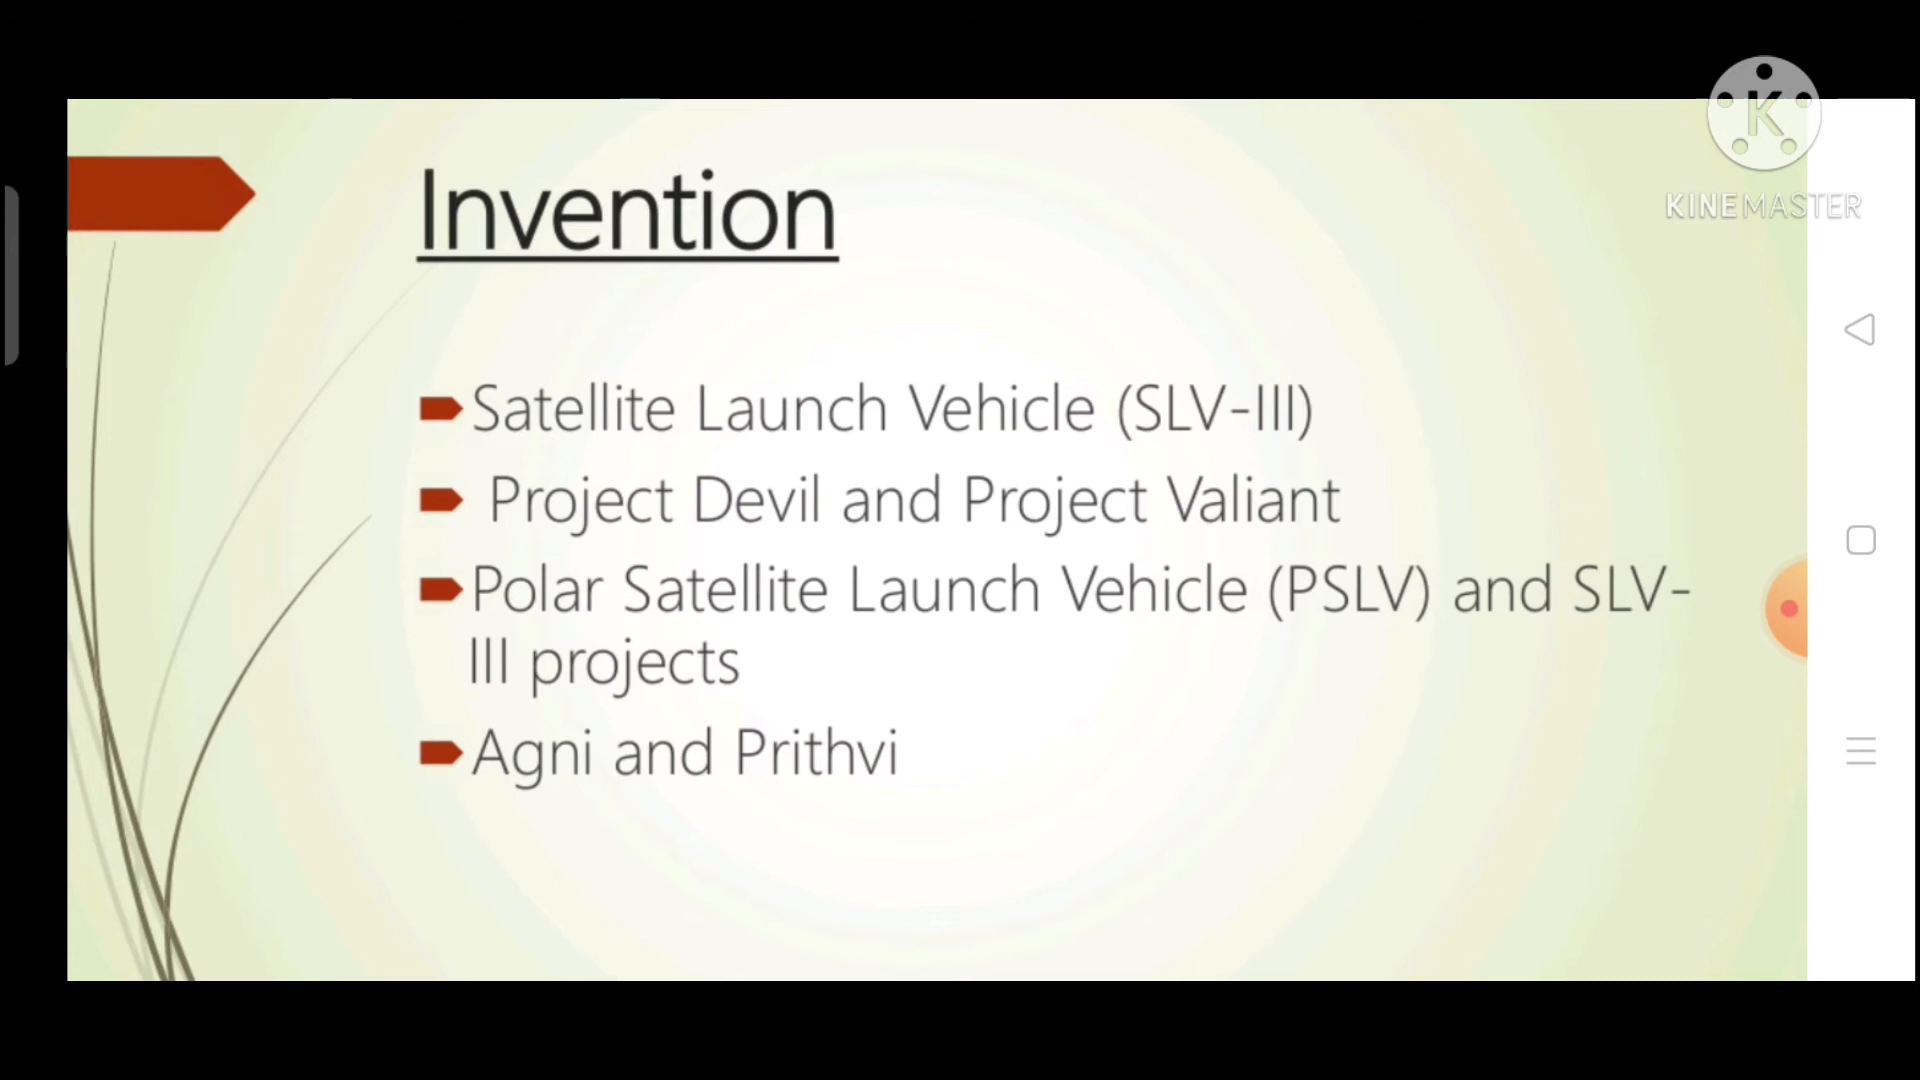 K
KINEMASTER
Invention
Satellite Launch Vehicle (SLV-III)
Project Devil and Project Valiant
Polar Satellite Launch Vehicle (PSLV) and SLV-
III projects
Agni and Prithvi